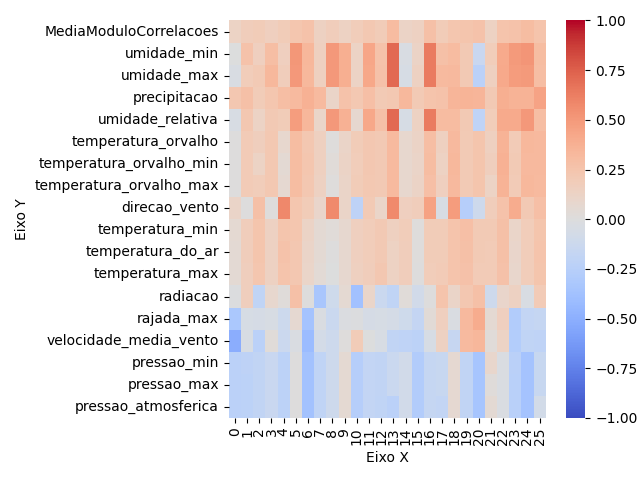 MediaModuloCorrelacoes
umidade_min
umidade_max
precipitacao
umidade_relativa
temperatura_orvalho
temperatura_orvalho_min
temperatura_orvalho_max
direcao_vento
temperatura_min
temperatura_do_ar
temperatura_max
radiacao
rajada_max
velocidade_media_vento
pressao_min
pressao_max
pressao_atmosferica
Eixo Y
0 1 2 3 4 5 6 7 8 9 10 11 12 13 14 15 16 17 18 19 20 21 22 23 24 25
Eixo X
1.00
0.75
0.50
0.25
0.00
−0.25
−0.50
−0.75
−1.00